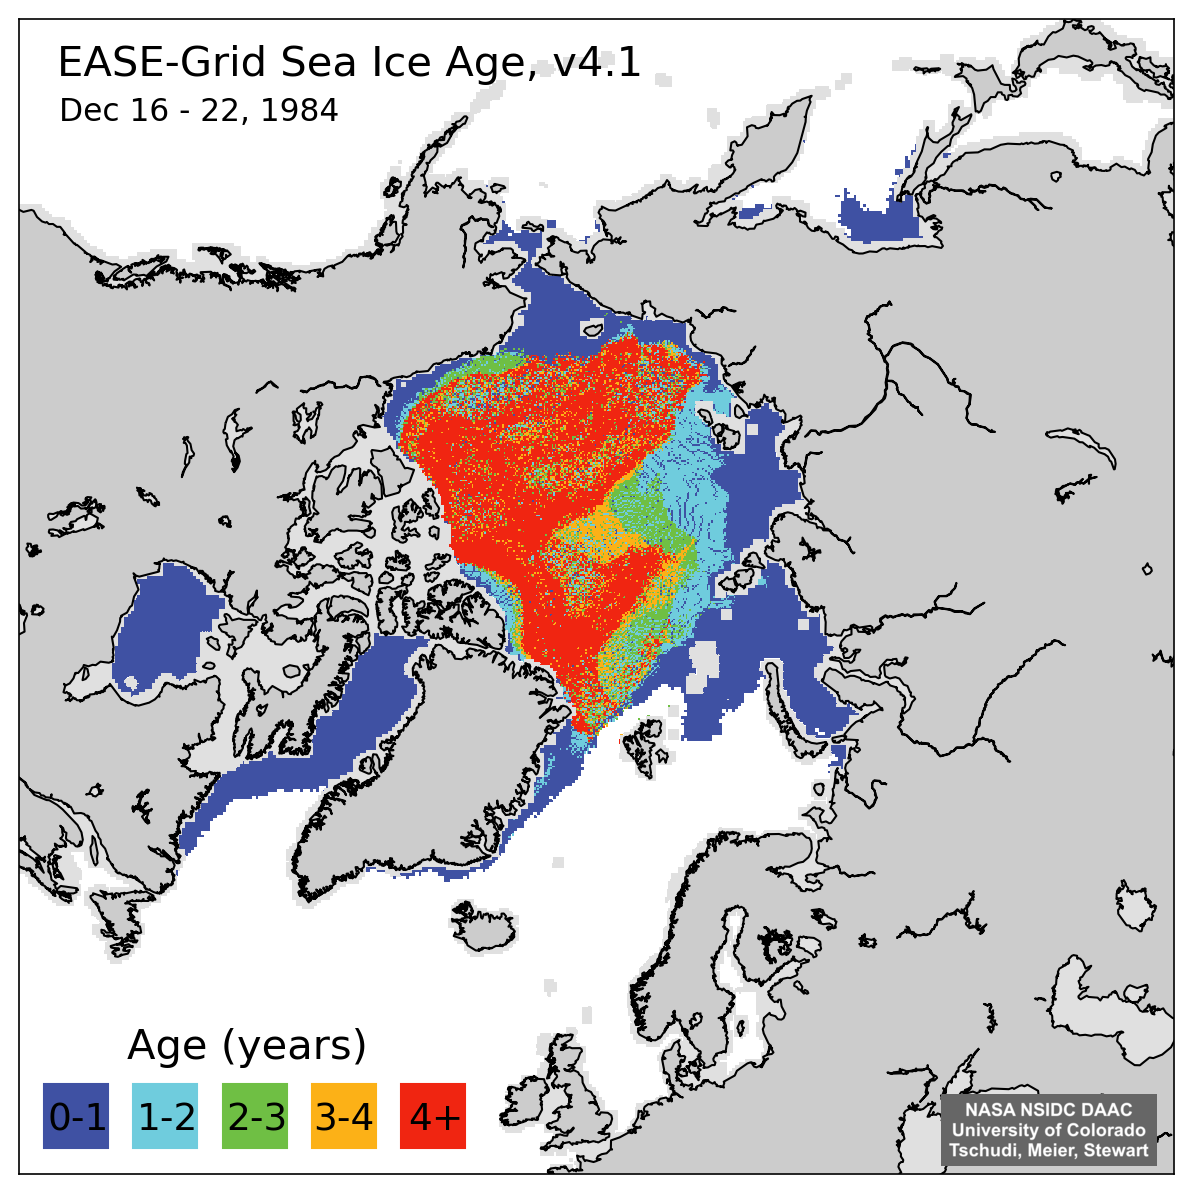 EASE-Grid Sea Ice Age, v4.1
Dec 16 - 22, 1984
Age (years)
0-1 1-2 2-3 3-4 4+
NASA NSIDC DAAC
University of Colorado
Tschudi, Meier, Stewart